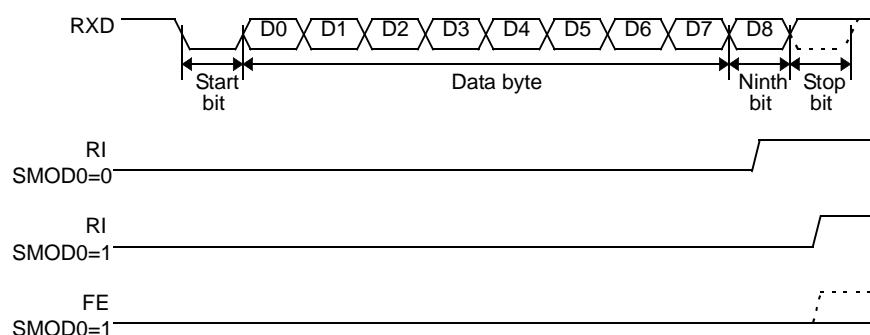 RXD D0 D1 D2 D3 D4 D5 D6 D7 D8
Start bit Data byte Ninth bit Stop bit
RI
SMOD0=0
RI
SMOD0=1
FE
SMOD0=1